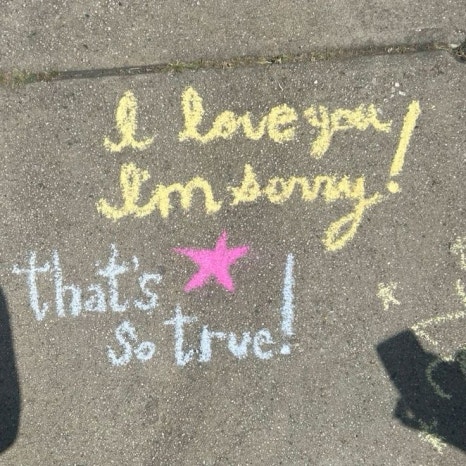 I love you!
I'm sorry!
that's
so true!